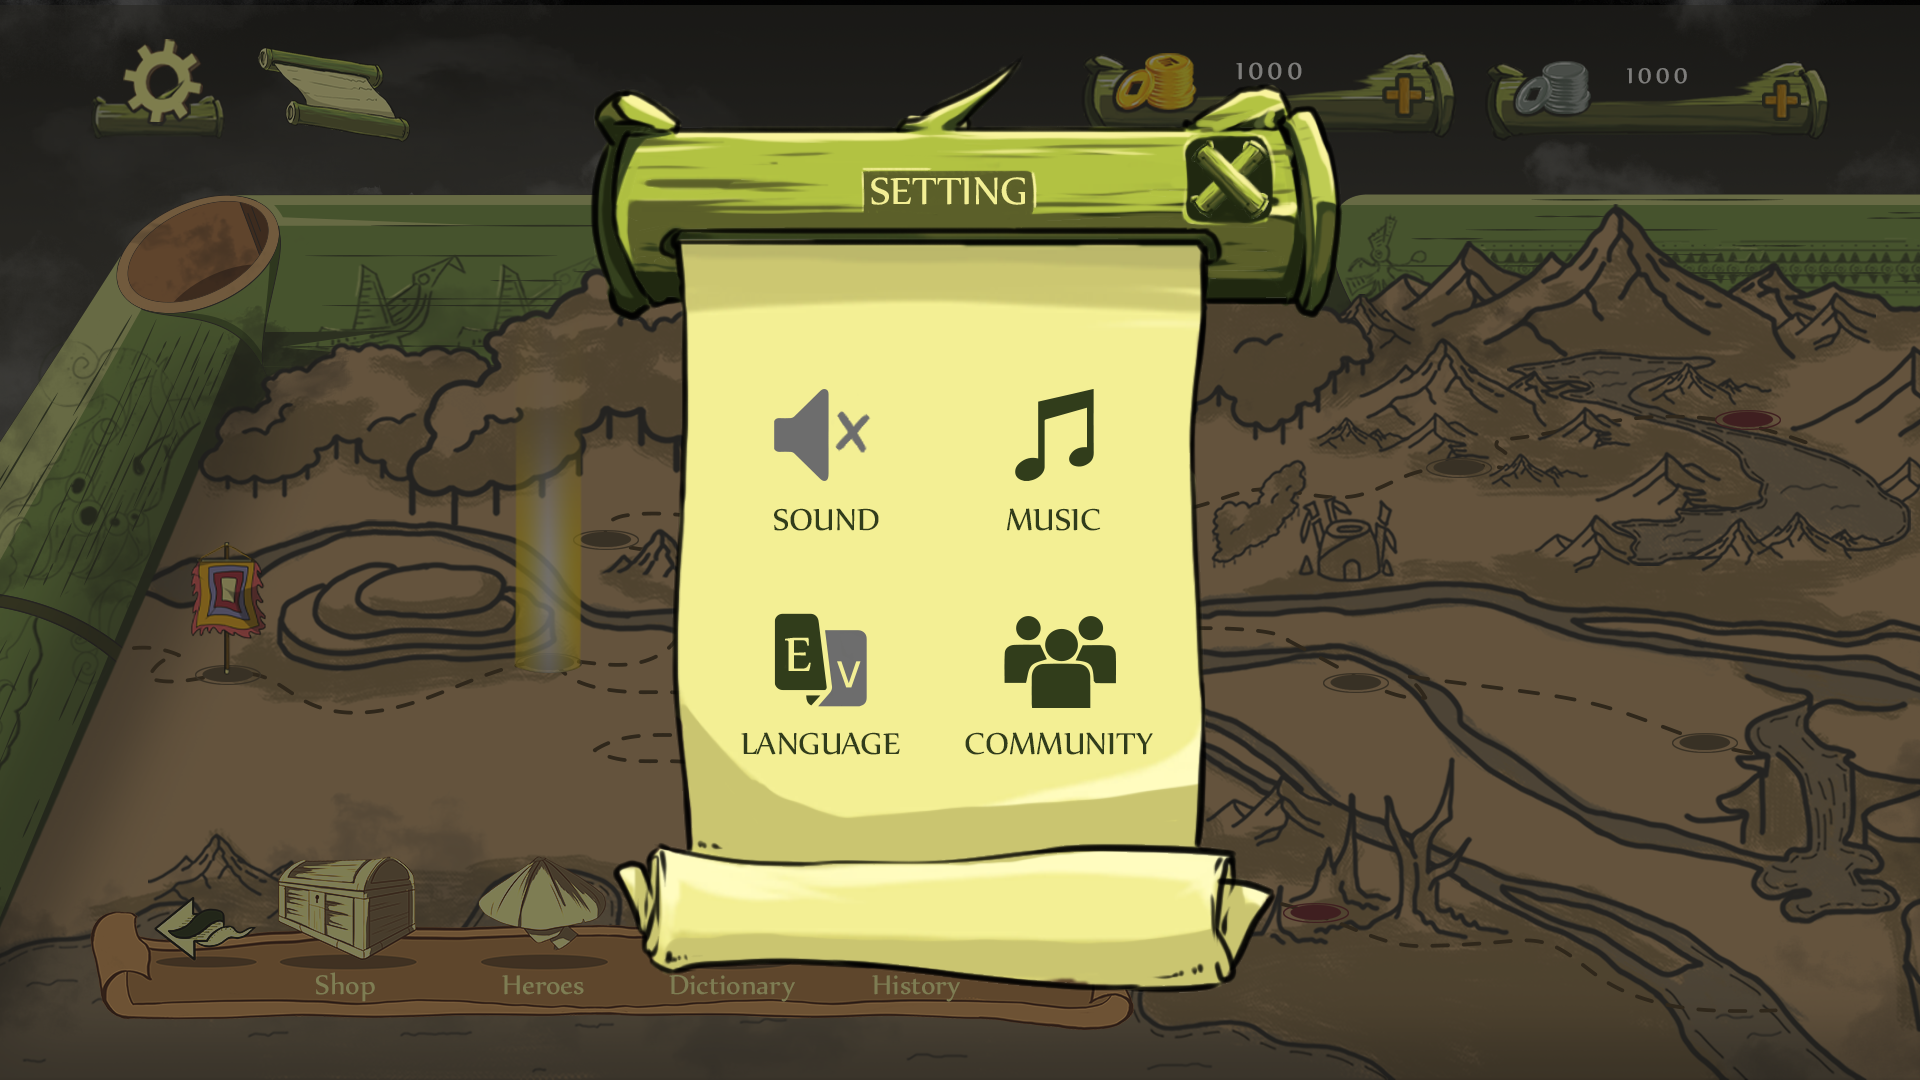 1000
1000
SETTING
SOUND
MUSIC
E
V
LANGUAGE
COMMUNITY
Shop
Heroes
Dictionary
History